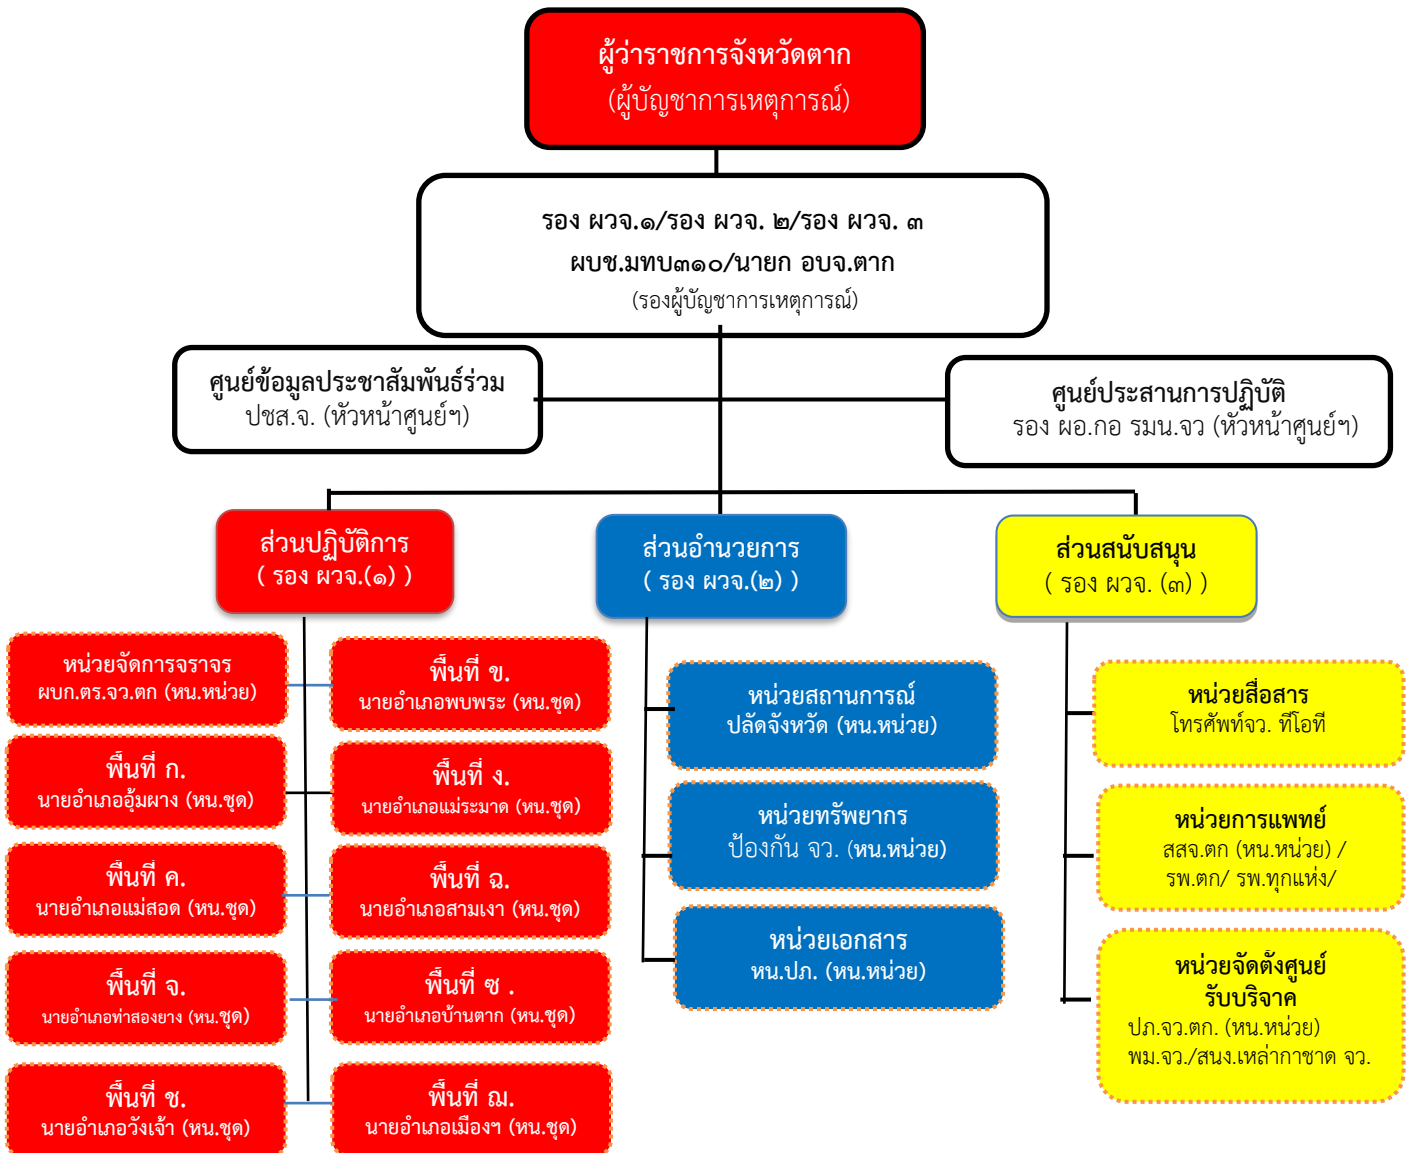 ผู้ว่าราชการจังหวัดตาก
(ผู้บัญชาการเหตุการณ์)
รอง ผวจ.๑/รอง ผวจ. ๒/รอง ผวจ. ๓
ผบช.มทบ๓๑๐/นายก อบจ.ตาก
(รองผู้บัญชาการเหตุการณ์)
ศูนย์ข้อมูลประชาสัมพันธ์ร่วม
ปชส.จ. (หัวหน้าศูนย์ฯ)
ศูนย์ประสานการปฏิบัติ
รอง ผอ.กอ รมน.จว (หัวหน้าศูนย์ฯ)
ส่วนปฏิบัติการ
( รอง ผวจ.(๑) )
ส่วนอำนวยการ
( รอง ผวจ.(๒) )
ส่วนสนับสนุน
( รอง ผวจ. (๓) )
หน่วยจัดการจราจร
ผบก.ตร.จว.ตก (หน.หน่วย)
พื้นที่ ข.
นายอำเภอพบพระ (หน.ชุด)
พื้นที่ ก.
นายอำเภออุ้มผาง (หน.ชุด)
พื้นที่ ง.
นายอำเภอแม่ระมาด (หน.ชุด)
พื้นที่ ค.
นายอำเภอแม่สอด (หน.ชุด)
พื้นที่ ฉ.
นายอำเภอสามเงา (หน.ชุด)
พื้นที่ จ.
นายอำเภอท่าสองยาง (หน.ชุด)
พื้นที่ ซ .
นายอำเภอบ้านตาก (หน.ชุด)
พื้นที่ ช.
นายอำเภอวังเจ้า (หน.ชุด)
พื้นที่ ฌ.
นายอำเภอเมืองฯ (หน.ชุด)
หน่วยสถานการณ์
ปลัดจังหวัด (หน.หน่วย)
หน่วยทรัพยากร
ป้องกัน จว. (หน.หน่วย)
หน่วยเอกสาร
หน.ปภ. (หน.หน่วย)
หน่วยสื่อสาร
โทรศัพท์จว. ทีโอที
หน่วยการแพทย์
สสจ.ตก (หน.หน่วย) /
รพ.ตก/ รพ.ทุกแห่ง/
หน่วยจัดตั้งศูนย์
รับบริจาค
ปภ.จว.ตก. (หน.หน่วย)
พม.จว./สนง.เหล่ากาชาด จว.